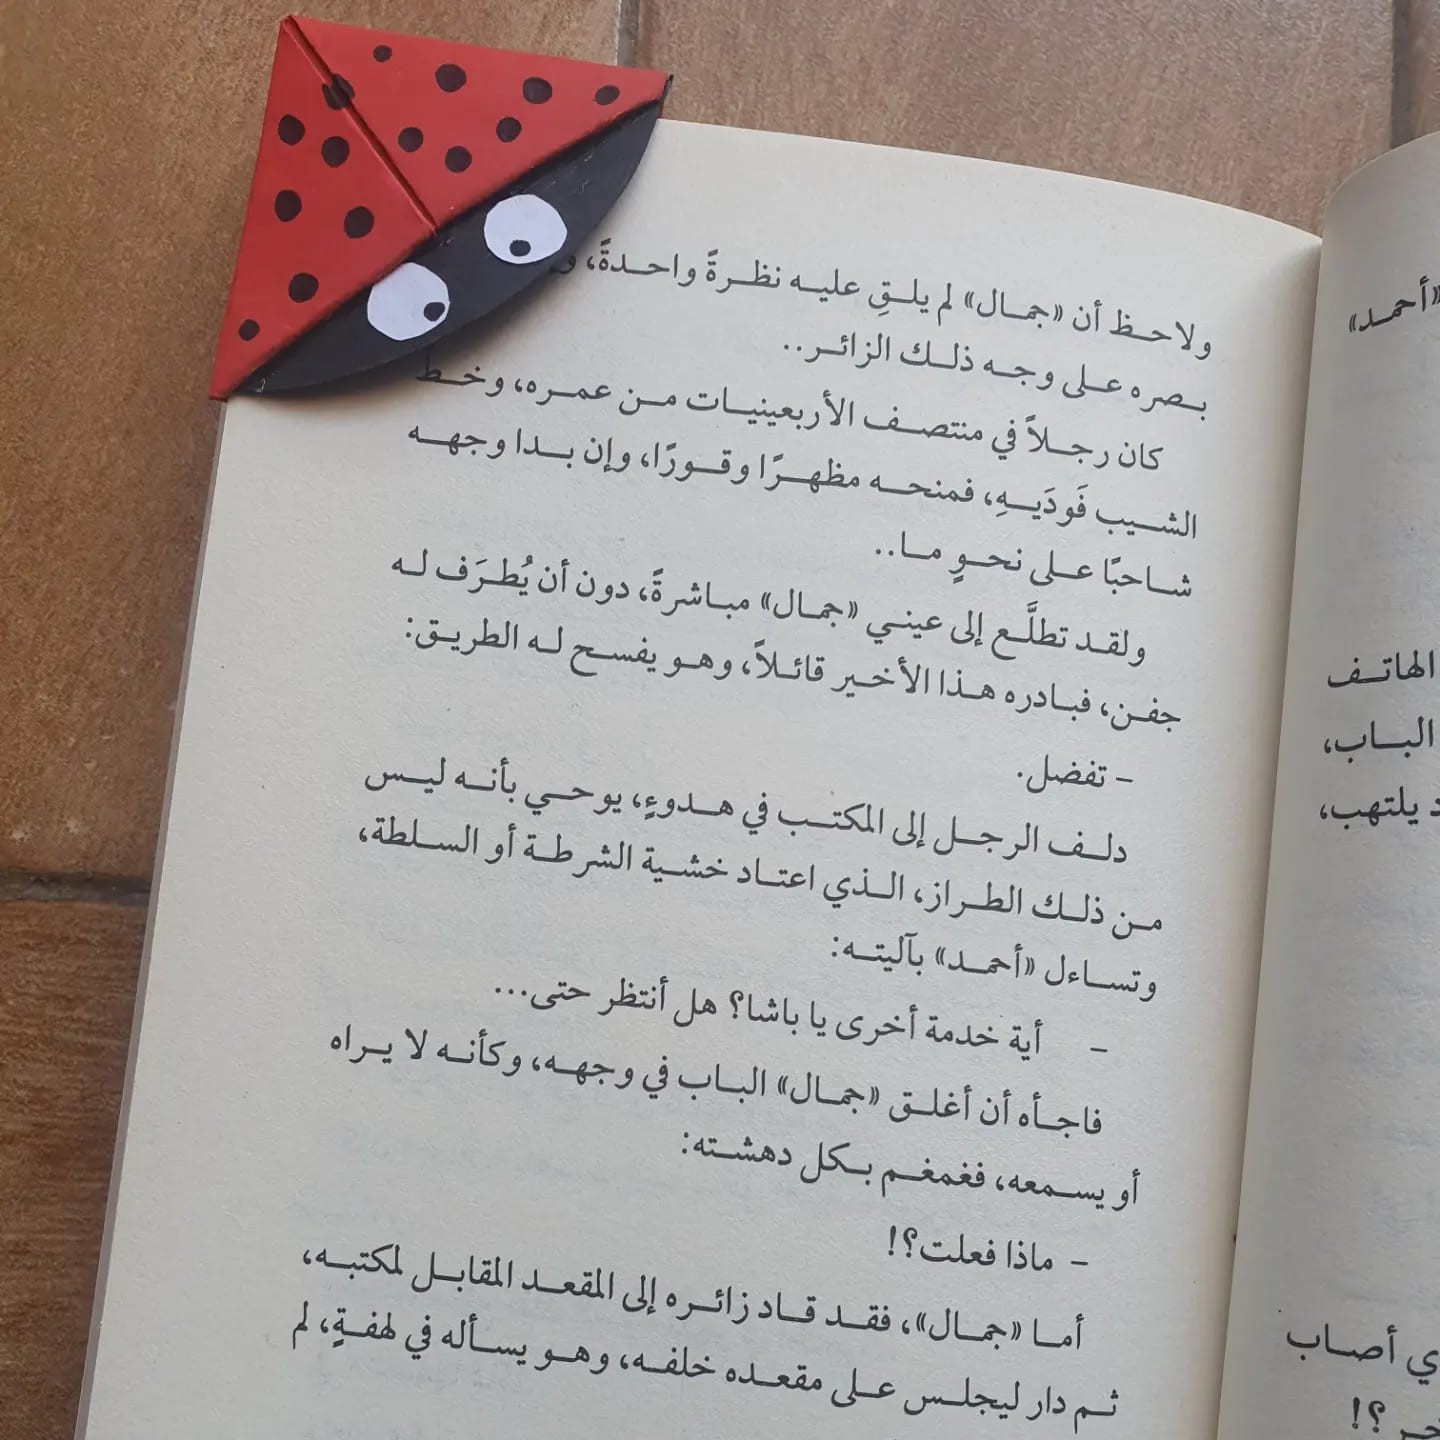 «أحمد»
الهاتف
الباب،
يلتهب،
أصاب
؟!
ولاحظ أن «جمال» لم يلقِ عليه نظرةً واحدةً،
بصره على وجه ذلك الزائر..
كان رجلاً في منتصف الأربعينيات من عمره، وخط
الشيب فَودَيهِ، فمنحه مظهرًا وقورًا، وإن بدا وجهه
شاحبًا على نحوٍ ما..
ولقد تطلَّع إلى عيني «جمال» مباشرةً، دون أن يُطرَف له
جفن، فبادره هذا الأخير قائلاً، وهو يفسح له الطريق:
– تفضل.
دلف الرجل إلى المكتب في هدوءٍ، يوحي بأنه ليس
من ذلك الطراز، الذي اعتاد خشية الشرطة أو السلطة،
وتساءل «أحمد» بآليته:
– أية خدمة أخرى يا باشا؟ هل أنتظر حتى...
فاجأه أن أغلق «جمال» الباب في وجهه، وكأنه لا يراه
أو يسمعه، فغمغم بكل دهشته:
– ماذا فعلت؟!
أما «جمال»، فقد قاد زائره إلى المقعد المقابل لمكتبه،
ثم دار ليجلس على مقعده خلفه، وهو يسأله في لهفةٍ، لم